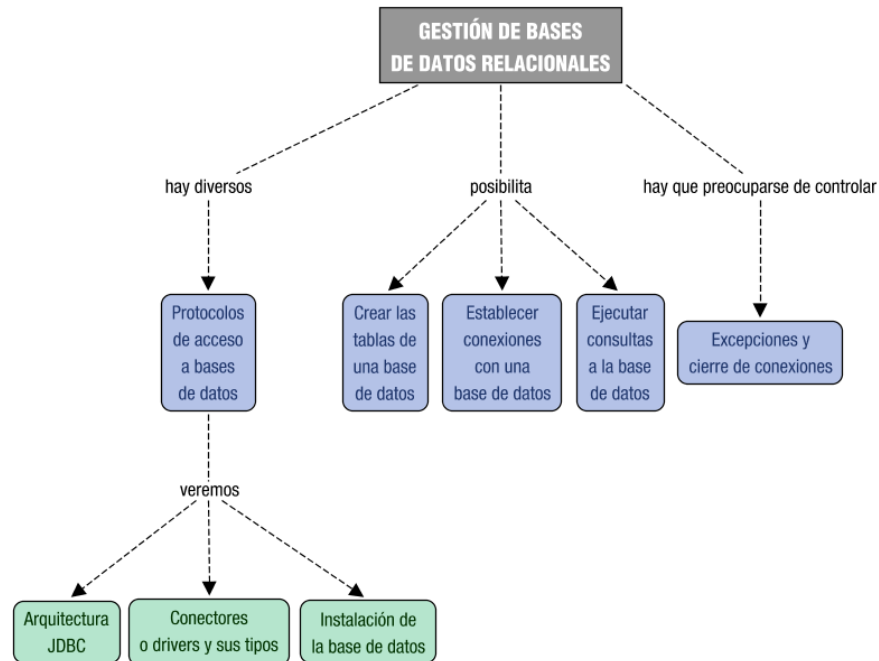 GESTIÓN DE BASES
DE DATOS RELACIONALES
hay diversos
posibilita
hay que preocuparse de controlar
Protocolos
de acceso
a bases
de datos
Crear las
tablas de
una base
de datos
Establecer
conexiones
con una
base de datos
Ejecutar
consultas
a la base
de datos
Excepciones y
cierre de conexiones
veremos
Arquitectura
JDBC
Conectores
o drivers y sus tipos
Instalación de
la base de datos